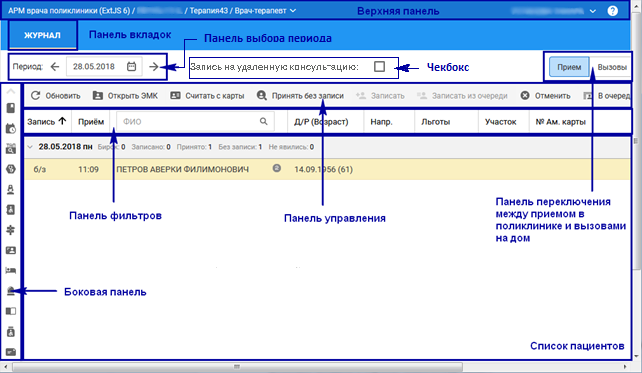 АРМ врача поликлиники (ExtJS 6) / / Терапия43 / Врач-терапевт
Верхняя панель
ЖУРНАЛ
Панель вкладок
Панель выбора периода
Период: 28.05.2018
Запись на удаленную консультацию:
Чекбокс
Прием Вызовы
Обновить Открыть ЭМК Считать с карты Принять без записи Записать Записать из очереди Отменить В очеред
Запись Приём ФИО Д/Р (Возраст) Напр. Льготы Участок № Ам. карты
28.05.2018 пн Бирок: 0 Записано: 0 Принято: 1 Без записи: 1 Не явились: 0
б/з 11:09 ПЕТРОВ АВЕРКИ ФИЛИМОНОВИЧ 14.09.1956 (61)
Панель фильтров
Панель управления
Панель переключения
между приемом в
поликлинике и вызовами
на дом
Боковая панель
Список пациентов